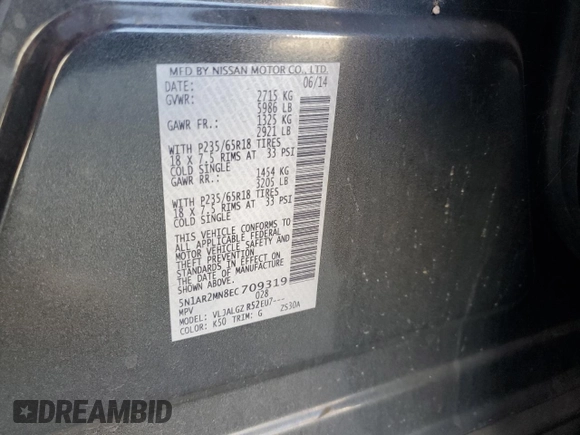 MFD BY NISSAN MOTOR CO., LTD.
DATE: 06/14
GVWR: 2715 KG
5986 LB
GAWR FR.: 1325 KG
2921 LB
WITH P235/65R18 TIRES
18 X 7.5 RIMS AT 33 PSI
COLD SINGLE
GAWR RR.: 1454 KG
3205 LB
WITH P235/65R18 TIRES
18 X 7.5 RIMS AT 33 PSI
COLD SINGLE
THIS VEHICLE CONFORMS TO
ALL APPLICABLE FEDERAL
MOTOR VEHICLE SAFETY AND
THEFT PREVENTION
STANDARDS IN EFFECT ON
THE DATE OF MANUFACTURE
SHOWN ABOVE.
5N1AR2MN8EC709319
MPV 028
MODEL: VLJALGZ R52EU7---
COLOR: K50 TRIM: G ZS30A
DREAMBID